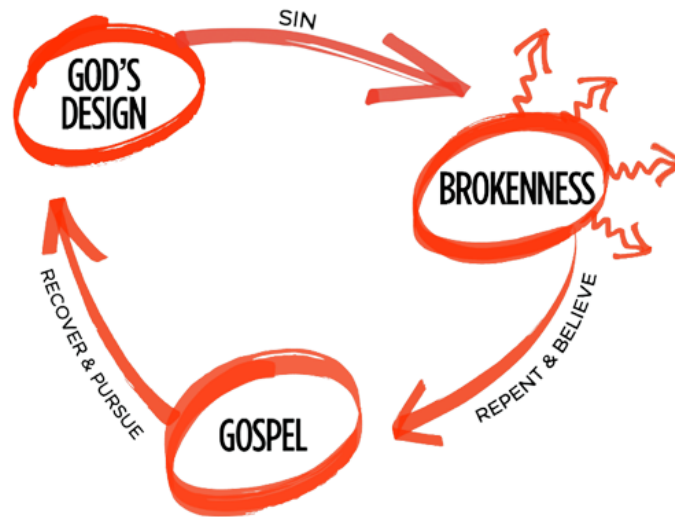 SIN
GOD'S
DESIGN
BROKENNESS
REPENT & BELIEVE
GOSPEL
RECOVER & PURSUE